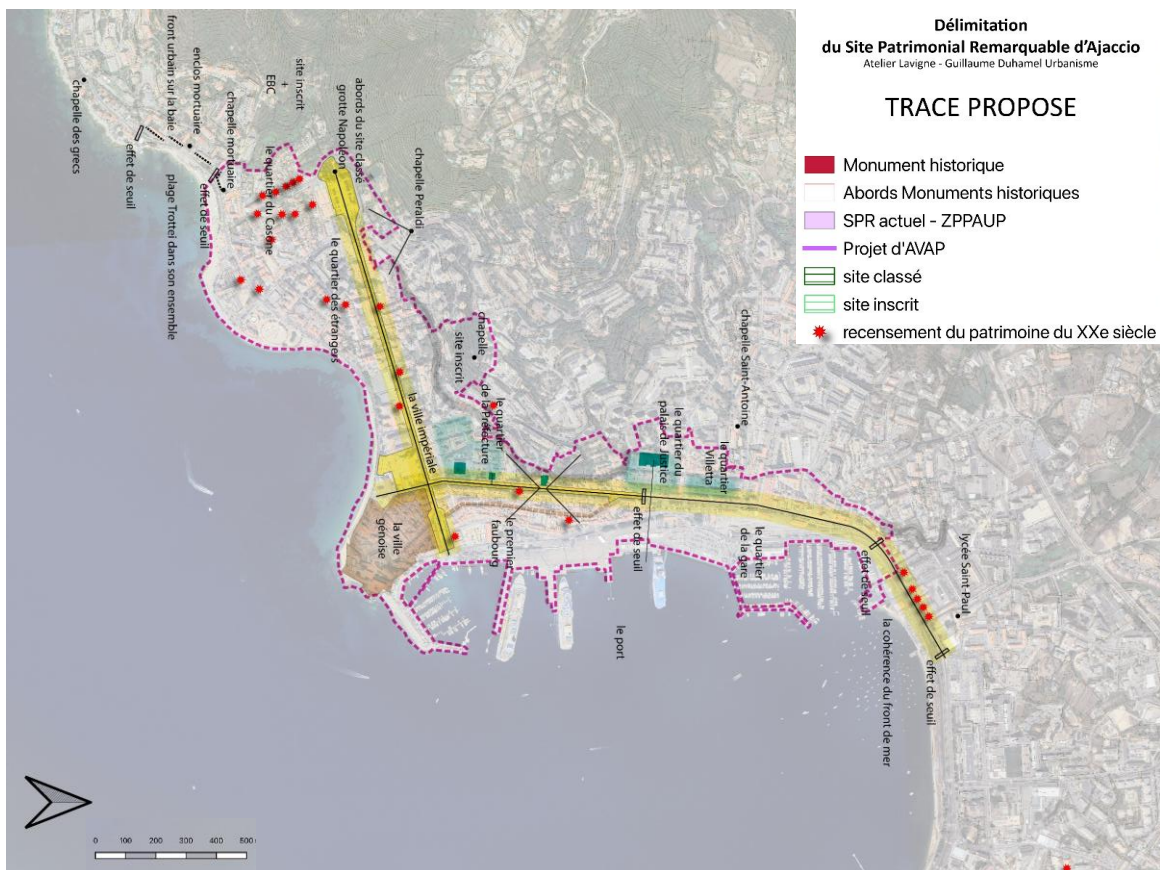 Délimitation
du Site Patrimonial Remarquable d'Ajaccio
Atelier Lavigne - Guillaume Duhamel Urbanisme
TRACE PROPOSE
Monument historique
Abords Monuments historiques
SPR actuel - ZPPAUP
Projet d'AVAP
site classé
site inscrit
recensement du patrimoine du XXe siècle
chapelle des grecs
effet de seuil
front urbain sur la baie
enclos mortuaire
chapelle mortuaire
effet de seuil
plage Trottel dans son ensemble
site inscrit
+
EBC
le quartier du Casone
abords du site classé
grotte Napoléon
chapelle Peraldi
le quartier des étrangers
la ville impériale
chapelle
site inscrit
le quartier
de la Préfecture
la ville
génoise
le premier
faubourg
le quartier du
palais de Justice
le quartier
Villetta
chapelle Saint-Antoine
effet de seuil
le port
le quartier
de la gare
effet de seuil
la cohérence du front de mer
lycée Saint-Paul
effet de seuil
0 100 200 300 400 500